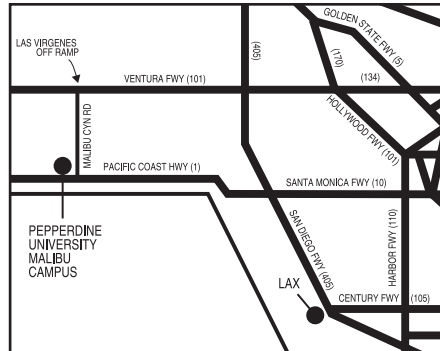 GOLDEN STATE FWY (5)
LAS VIRGENES
OFF RAMP
(405)
(170)
VENTURA FWY (101)
(134)
MALIBU CYN RD
HOLLYWOOD FWY (101)
PACIFIC COAST HWY (1)
SANTA MONICA FWY (10)
PEPPERDINE
UNIVERSITY
MALIBU
CAMPUS
SAN DIEGO FWY (405)
HARBOR FWY (110)
LAX
CENTURY FWY (105)